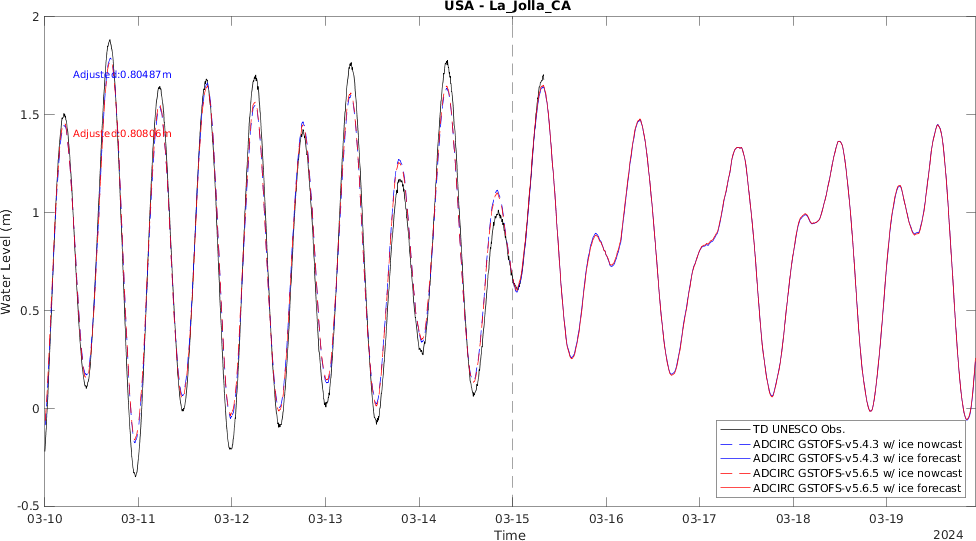 USA - La_Jolla_CA
2
1.5
1
0.5
0
-0.5
Water Level (m)
Adjusted:0.80487m
Adjusted:0.80806m
TD UNESCO Obs.
ADCIRC GSTOFS-v5.4.3 w/ ice nowcast
ADCIRC GSTOFS-v5.4.3 w/ ice forecast
ADCIRC GSTOFS-v5.6.5 w/ ice nowcast
ADCIRC GSTOFS-v5.6.5 w/ ice forecast
03-10 03-11 03-12 03-13 03-14 03-15 03-16 03-17 03-18 03-19
Time
2024